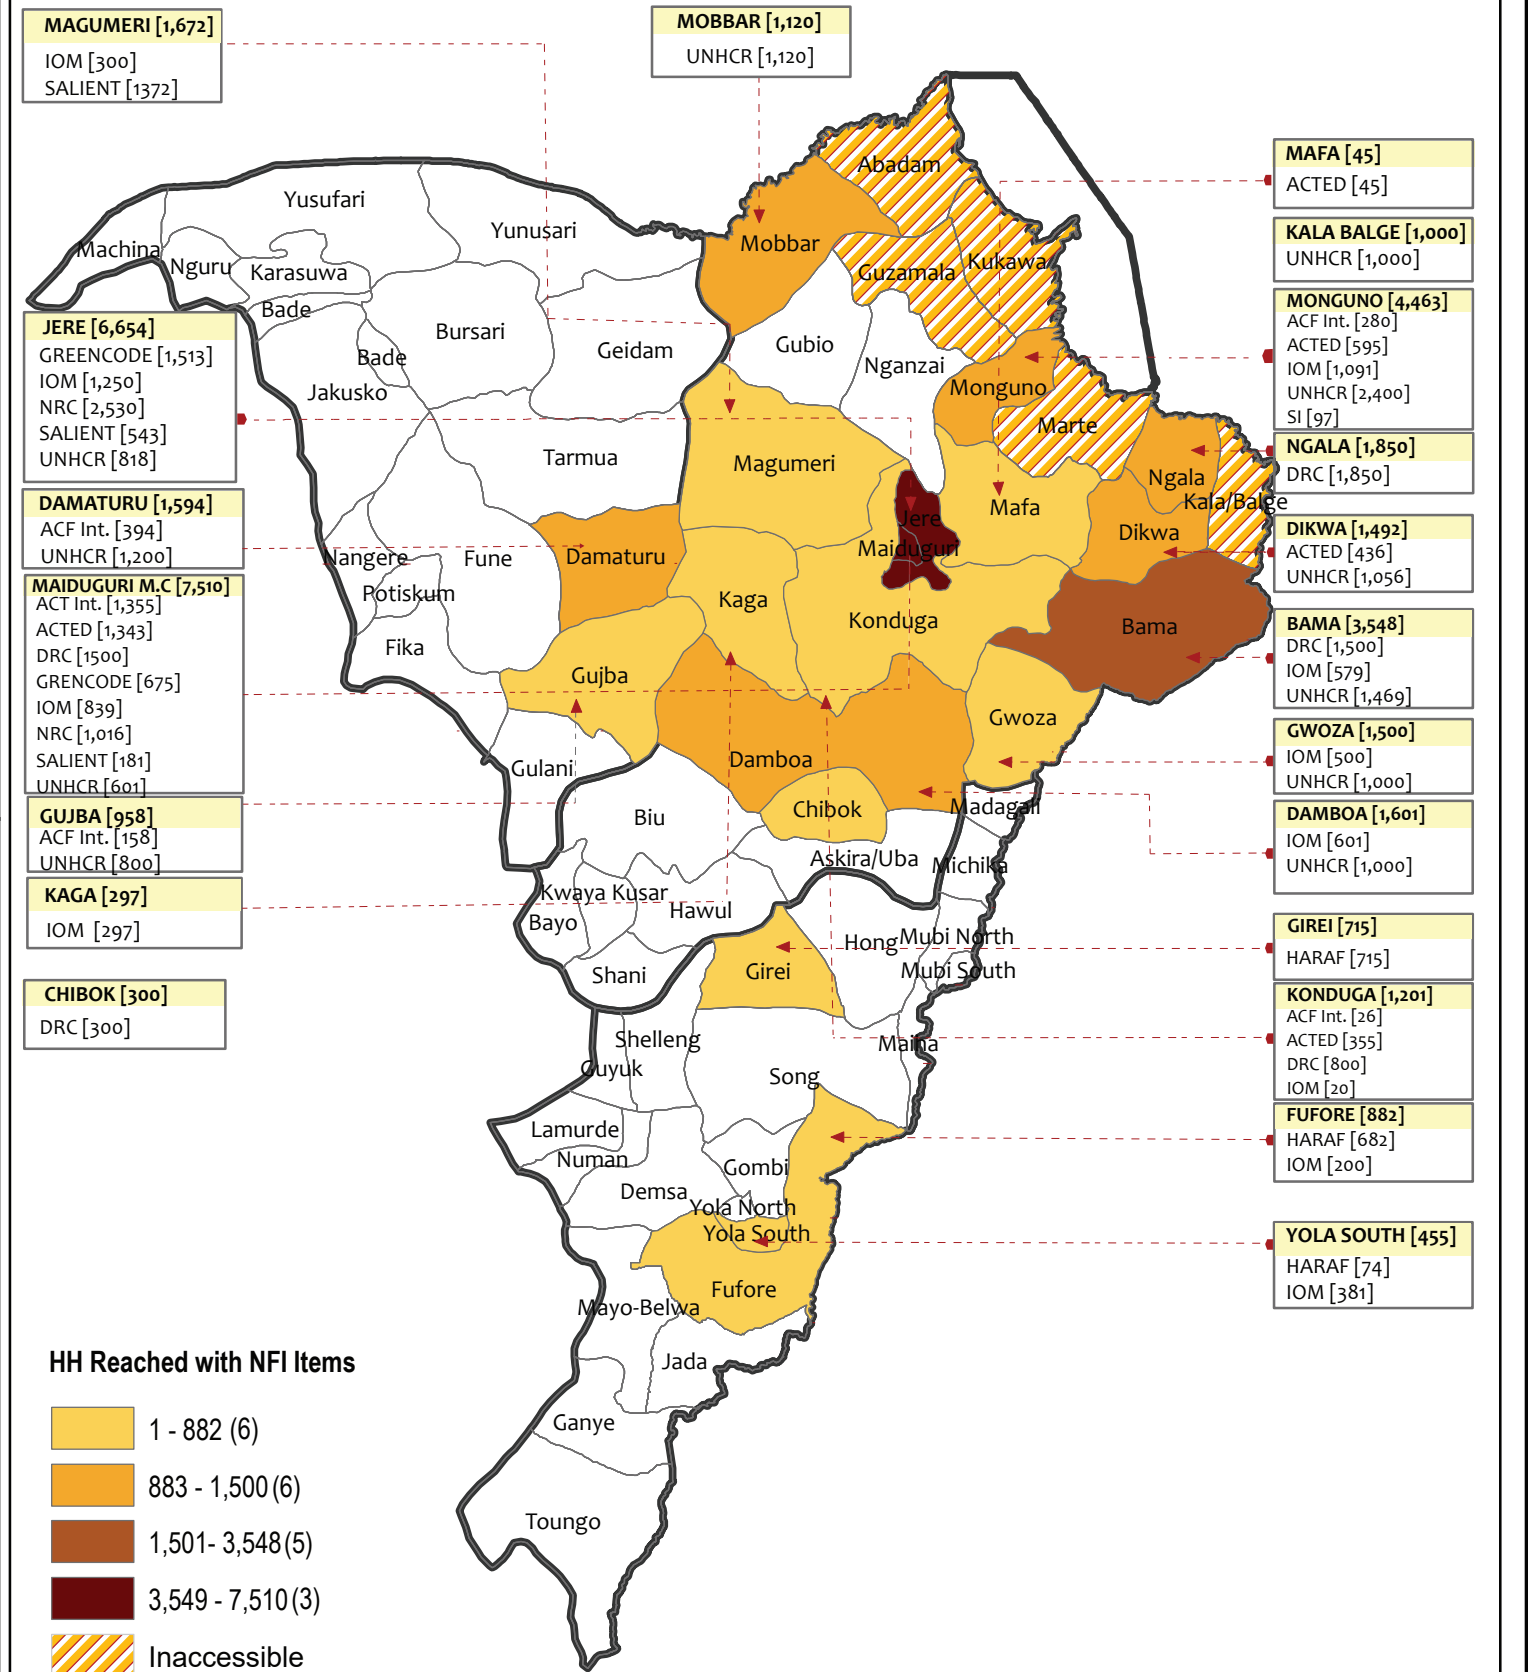 MAGUMERI [1,672]
IOM [300]
SALIENT [1372]
MOBBAR [1,120]
UNHCR [1,120]
MAFA [45]
ACTED [45]
KALA BALGE [1,000]
UNHCR [1,000]
MONGUNO [4,463]
ACF Int. [280]
ACTED [595]
IOM [1,091]
UNHCR [2,400]
SI [97]
NGALA [1,850]
DRC [1,850]
DIKWA [1,492]
ACTED [436]
UNHCR [1,056]
BAMA [3,548]
DRC [1,500]
IOM [579]
UNHCR [1,469]
GWOZA [1,500]
IOM [500]
UNHCR [1,000]
DAMBOA [1,601]
IOM [601]
UNHCR [1,000]
GIREI [715]
HARAF [715]
KONDUGA [1,201]
ACF Int. [26]
ACTED [355]
DRC [800]
IOM [20]
FUFORE [882]
HARAF [682]
IOM [200]
YOLA SOUTH [455]
HARAF [74]
IOM [381]
JERE [6,654]
GREENCODE [1,513]
IOM [1,250]
NRC [2,530]
SALIENT [543]
UNHCR [818]
DAMATURU [1,594]
ACF Int. [394]
UNHCR [1,200]
MAIDUGURI M.C [7,510]
ACT Int. [1,355]
ACTED [1,343]
DRC [1500]
GRENCODE [675]
IOM [839]
NRC [1,016]
SALIENT [181]
UNHCR [601]
GUJBA [958]
ACF Int. [158]
UNHCR [800]
KAGA [297]
IOM [297]
CHIBOK [300]
DRC [300]
Abadam
Yusufari
Yunusari
Machina
Mobbar
Nguru
Karasuwa
Guzamala
Kukawa
Bade
Bursari
Geidam
Gubio
Bade
Nganzai
Jakusko
Monguno
Marte
Tarmua
Magumeri
Ngala
Kala/Balge
Mafa
Jere
Dikwa
Nangere
Fune
Damaturu
Maiduguri
Potiskum
Kaga
Konduga
Bama
Fika
Gujba
Gwoza
Gulani
Damboa
Chibok
Madagali
Biu
Askira/Uba
Michika
Kwaya Kusar
Hawul
Bayo
Hong
Mubi North
Shani
Girei
Mubi South
Shelleng
Maiha
Guyuk
Song
Lamurde
Numan
Gombi
Demsa
Yola North
Yola South
Fufore
Mayo-Belwa
Jada
Ganye
Toungo
HH Reached with NFI Items
1 - 882 (6)
883 - 1,500 (6)
1,501- 3,548 (5)
3,549 - 7,510 (3)
Inaccessible